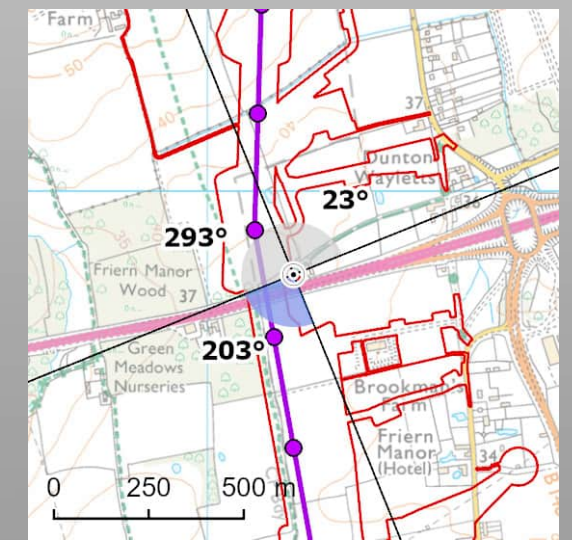 Farm
50
40
40
37
Dunton
Wayletts
36
23°
293°
35
Friern Manor
Wood
37
203°
Green
Meadows
Nurseries
Brookman's
Farm
Friern
Manor
(Hotel)
34
0 250 500 m